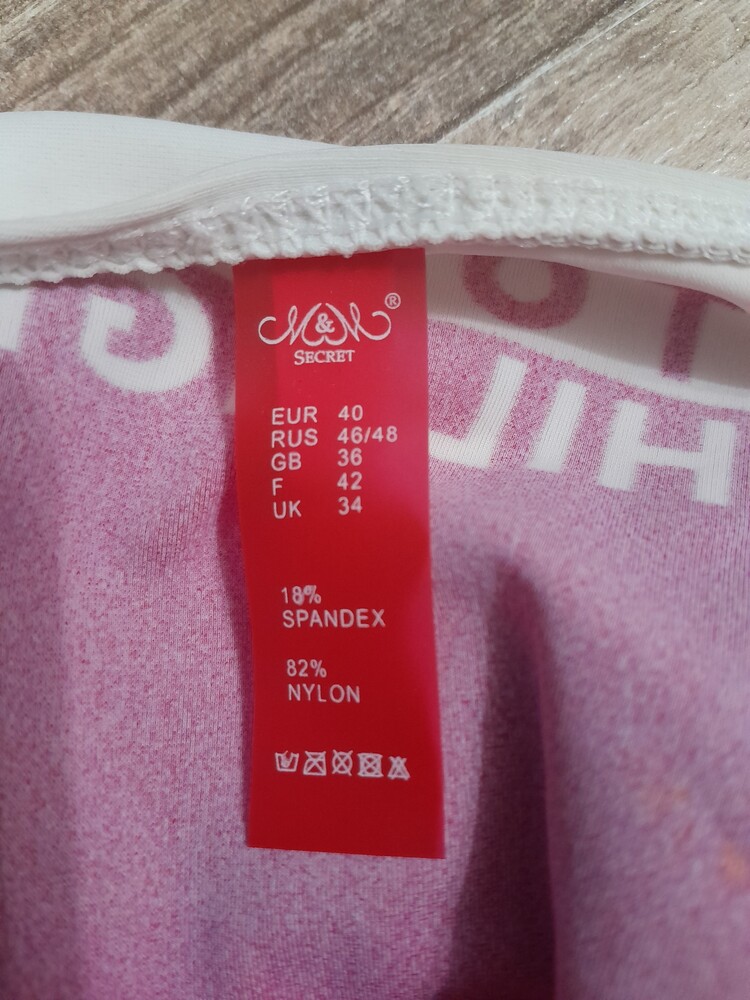 M&M®
SECRET
EUR 40
RUS 46/48
GB 36
F 42
UK 34
18%
SPANDEX
82%
NYLON